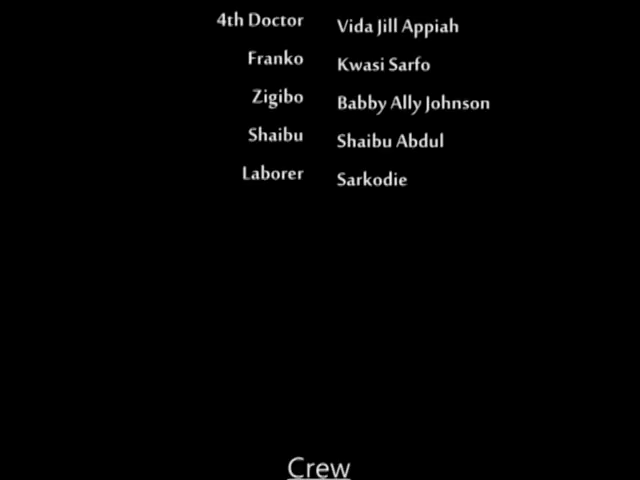 4th Doctor Vida Jill Appiah
Franko Kwasi Sarfo
Zigibo Babby Ally Johnson
Shaibu Shaibu Abdul
Laborer Sarkodie
Crew